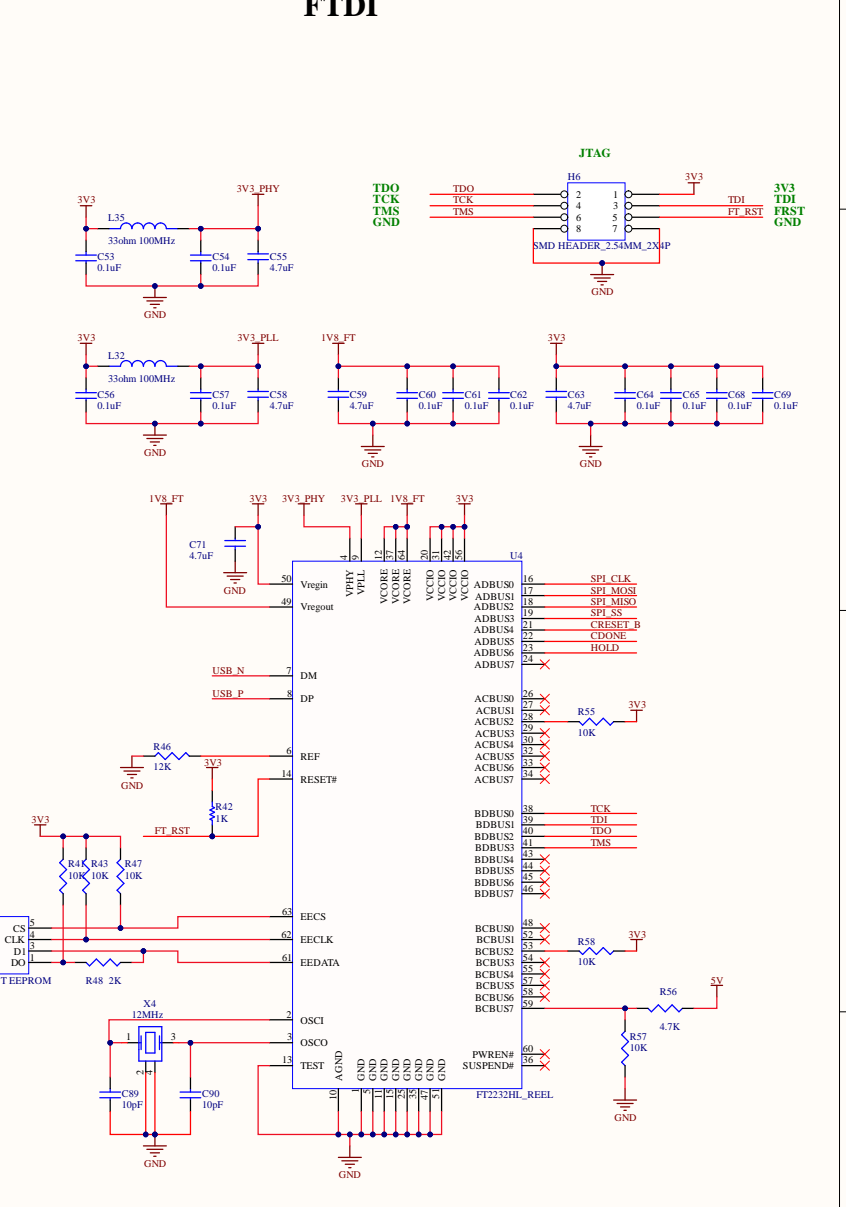 FTDI
JTAG
3V3
L35
33ohm 100MHz
3V3_PHY
C53
0.1uF
C54
0.1uF
C55
4.7uF
GND
TDO
TCK
TMS
GND
TDO
TCK
TMS
H6
2 1
4 3
6 5
8 7
SMD HEADER_2.54MM_2X4P
GND
3V3
TDI
FT_RST
3V3
TDI
FRST
GND
3V3
L32
33ohm 100MHz
3V3_PLL
C56
0.1uF
C57
0.1uF
C58
4.7uF
GND
1V8_FT
C59
4.7uF
C60
0.1uF
C61
0.1uF
C62
0.1uF
GND
3V3
C63
4.7uF
C64
0.1uF
C65
0.1uF
C68
0.1uF
C69
0.1uF
GND
1V8_FT
3V3
3V3_PHY
3V3_PLL
1V8_FT
3V3
C71
4.7uF
GND
U4
4 VPHY
9 VPLL
12 VCORE
37 VCORE
64 VCORE
20 VCCIO
31 VCCIO
42 VCCIO
56 VCCIO
50 Vregin
49 Vregout
USB_N 7 DM
USB_P 8 DP
R46
12K
GND
6 REF
3V3
14 RESET#
R42
1K
FT_RST
3V3
R41
10K
R43
10K
R47
10K
CS 5
CLK 4
D1 3
DO 1
T EEPROM
R48 2K
63 EECS
62 EECLK
61 EEDATA
X4
12MHz
1 3
2 4
C89
10pF
C90
10pF
GND
2 OSCI
3 OSCO
13 TEST
10 AGND
1 GND
5 GND
11 GND
15 GND
25 GND
35 GND
47 GND
51 GND
GND
ADBUS0 16 SPI_CLK
ADBUS1 17 SPI_MOSI
ADBUS2 18 SPI_MISO
ADBUS3 19 SPI_SS
ADBUS4 21 CRESET_B
ADBUS5 22 CDONE
ADBUS6 23 HOLD
ADBUS7 24
ACBUS0 26
ACBUS1 27
ACBUS2 28
ACBUS3 29
ACBUS4 30
ACBUS5 32
ACBUS6 33
ACBUS7 34
R55
10K
3V3
BDBUS0 38 TCK
BDBUS1 39 TDI
BDBUS2 40 TDO
BDBUS3 41 TMS
BDBUS4 43
BDBUS5 44
BDBUS6 45
BDBUS7 46
BCBUS0 48
BCBUS1 52
BCBUS2 53
BCBUS3 54
BCBUS4 55
BCBUS5 57
BCBUS6 58
BCBUS7 59
R58
10K
3V3
5V
R56
4.7K
R57
10K
GND
PWREN# 60
SUSPEND# 36
FT2232HL_REEL